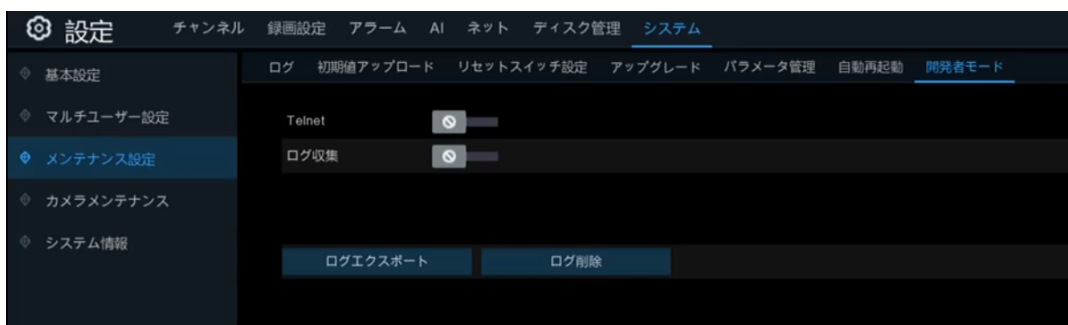 設定 チャンネル 録画設定 アラーム AI ネット ディスク管理 システム
ログ 初期値アップロード リセットスイッチ設定 アップグレード パラメータ管理 自動再起動 開発者モード
基本設定
マルチユーザー設定
メンテナンス設定
カメラメンテナンス
システム情報
Telnet
ログ収集
ログエクスポート ログ削除